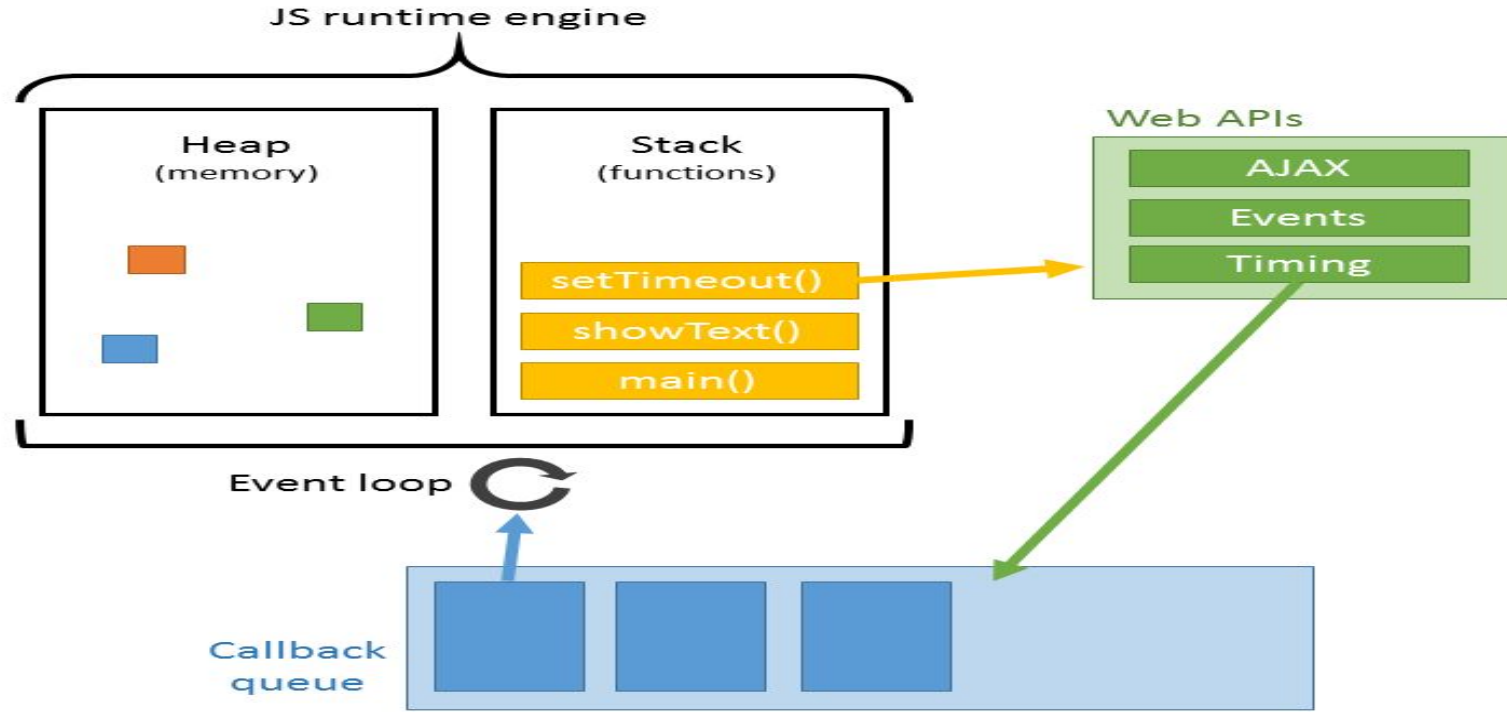 JS runtime engine
Heap
(memory)
Stack
(functions)
setTimeout()
showText()
main()
Web APIs
AJAX
Events
Timing
Event loop
Callback
queue